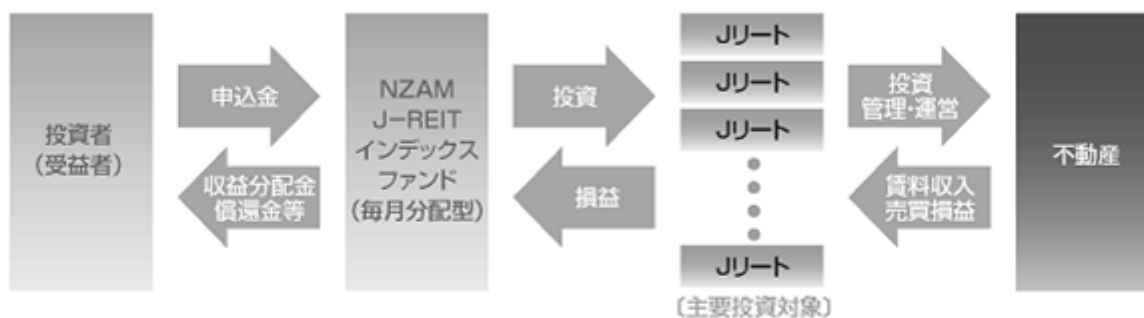 投資者
（受益者）
申込金
収益分配金
償還金等
NZAM
J－REIT
インデックス
ファンド
（毎月分配型）
投資
損益
Jリート
Jリート
Jリート
Jリート
〔主要投資対象〕
投資
管理・運営
賃料収入
売買損益
不動産